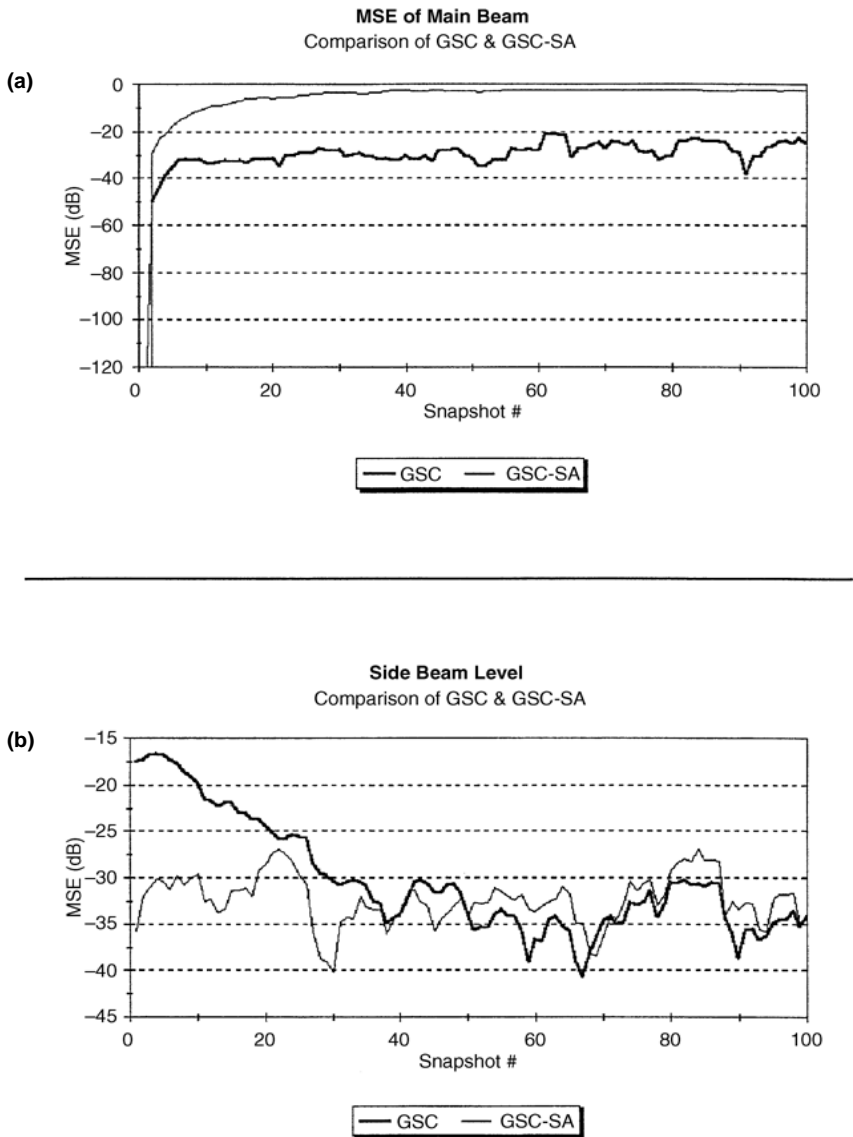 MSE of Main Beam
Comparison of GSC & GSC-SA
(a)
0
−20
−40
−60
−80
−100
−120
MSE (dB)
0 20 40 60 80 100
Snapshot #
GSC GSC-SA
Side Beam Level
Comparison of GSC & GSC-SA
(b)
−15
−20
−25
−30
−35
−40
−45
MSE (dB)
0 20 40 60 80 100
Snapshot #
GSC GSC-SA